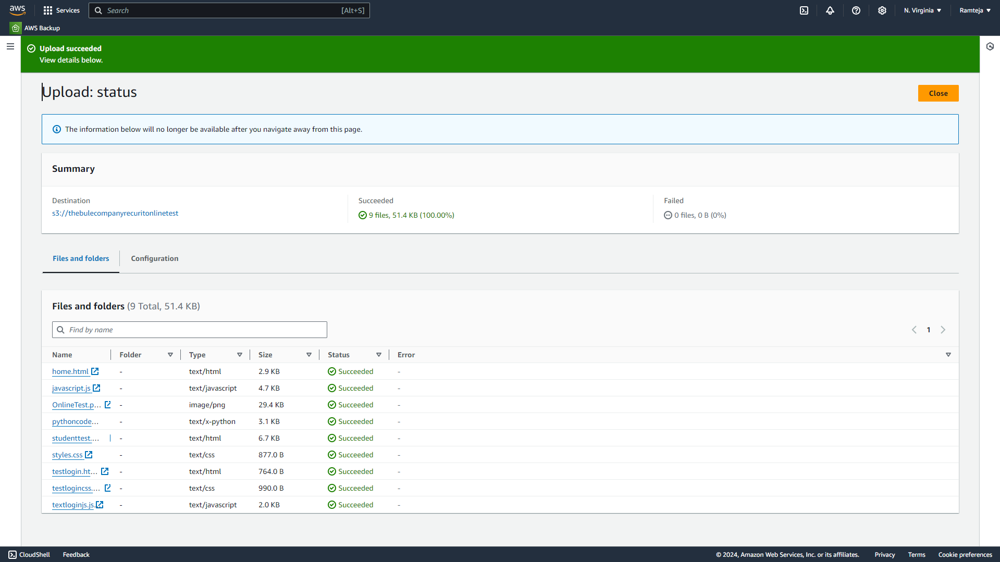 aws
Services
Search
[Alt+S]
N. Virginia
Ramteja
AWS Backup
Upload succeeded
View details below.
Upload: status
Close
The information below will no longer be available after you navigate away from this page.
Summary
Destination
s3://thebulecompanyrecuritonlinetest
Succeeded
9 files, 51.4 KB (100.00%)
Failed
0 files, 0 B (0%)
Files and folders
Configuration
Files and folders (9 Total, 51.4 KB)
Find by name
1
Name Folder Type Size Status Error
home.html - text/html 2.9 KB Succeeded -
javascript.js - text/javascript 4.7 KB Succeeded -
OnlineTest.p... - image/png 29.4 KB Succeeded -
pythoncode... - text/x-python 3.1 KB Succeeded -
studenttest.... - text/html 6.7 KB Succeeded -
styles.css - text/css 877.0 B Succeeded -
testlogin.ht... - text/html 764.0 B Succeeded -
testlogincss.... - text/css 990.0 B Succeeded -
textloginjs.js. - text/javascript 2.0 KB Succeeded -
CloudShell Feedback © 2024, Amazon Web Services, Inc. or its affiliates. Privacy Terms Cookie preferences